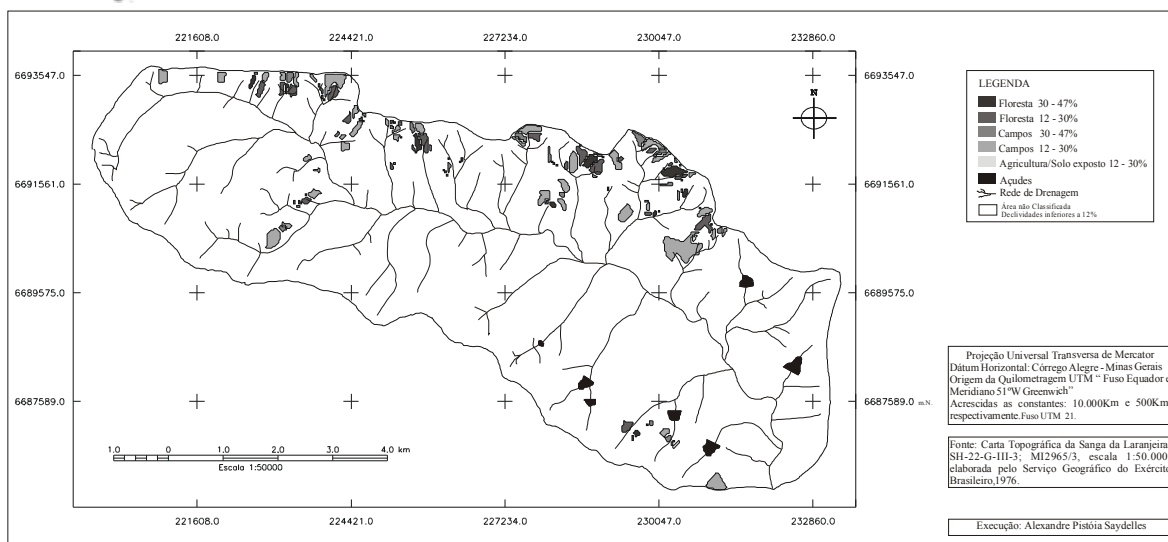 221608.0 224421.0 227234.0 230047.0 232860.0
6693547.0 6693547.0
N
6691561.0 6691561.0
6689575.0 6689575.0
6687589.0 6687589.0 m.N.
1.0 0 1.0 2.0 3.0 4.0 km
Escala 1:50000
221608.0 224421.0 227234.0 230047.0 232860.0
LEGENDA
Floresta 30 - 47%
Floresta 12 - 30%
Campos 30 - 47%
Campos 12 - 30%
Agricultura/Solo exposto 12 - 30%
Açudes
Rede de Drenagem
Área não Classificada
Declividades inferiores a 12%
Projeção Universal Transversa de Mercator
Dátum Horizontal: Córrego Alegre - Minas Gerais
Origem da Quilometragem UTM “ Fuso Equador e
Meridiano 51ºW Greenwich”
Acrescidas as constantes: 10.000Km e 500Km,
respectivamente. Fuso UTM 21.
Fonte: Carta Topográfica da Sanga da Laranjeira
SH-22-G-III-3; MI2965/3, escala 1:50.000,
elaborada pelo Serviço Geográfico do Exército
Brasileiro,1976.
Execução: Alexandre Pistóia Saydelles